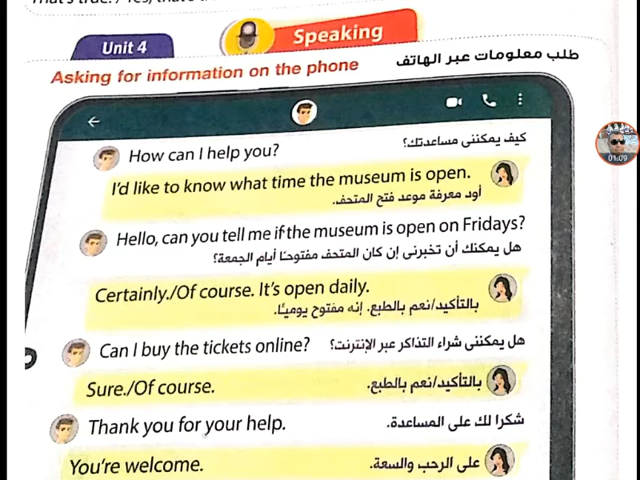 Unit 4
Speaking
Asking for information on the phone
طلب معلومات عبر الهاتف
How can I help you?
كيف يمكننى مساعدتك؟
I'd like to know what time the museum is open.
أود معرفة موعد فتح المتحف.
Hello, can you tell me if the museum is open on Fridays?
هل يمكنك أن تخبرنى إن كان المتحف مفتوحًا أيام الجمعة؟
Certainly./Of course. It's open daily.
بالتأكيد/نعم بالطبع. إنه مفتوح يوميًا.
Can I buy the tickets online?
هل يمكننى شراء التذاكر عبر الإنترنت؟
Sure./Of course.
بالتأكيد/نعم بالطبع.
Thank you for your help.
شكرا لك على المساعدة.
You're welcome.
على الرحب والسعة.
01:09